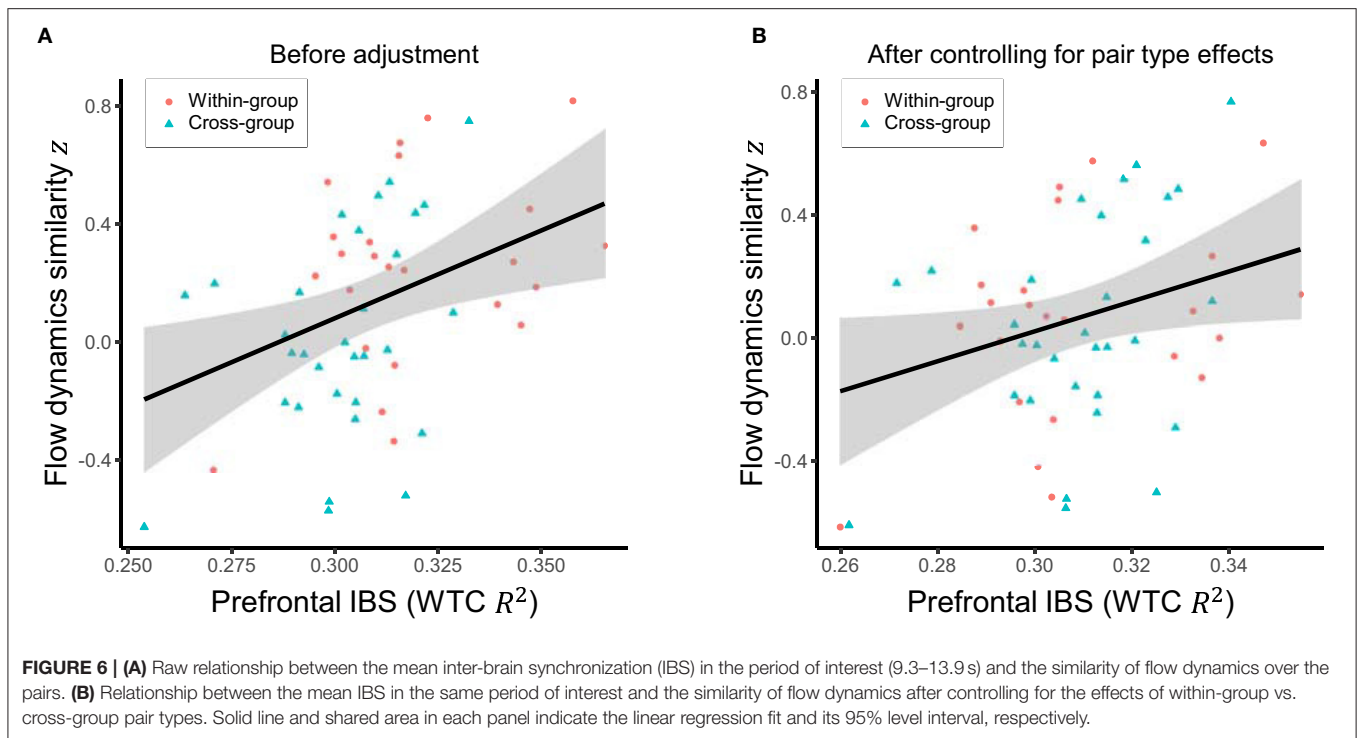 A
Before adjustment
Within-group
Cross-group
0.8
0.4
0.0
-0.4
Flow dynamics similarity z
0.250 0.275 0.300 0.325 0.350
Prefrontal IBS (WTC R²)
B
After controlling for pair type effects
Within-group
Cross-group
0.8
0.4
0.0
-0.4
Flow dynamics similarity z
0.26 0.28 0.30 0.32 0.34
Prefrontal IBS (WTC R²)
FIGURE 6 | (A) Raw relationship between the mean inter-brain synchronization (IBS) in the period of interest (9.3–13.9 s) and the similarity of flow dynamics over the
pairs. (B) Relationship between the mean IBS in the same period of interest and the similarity of flow dynamics after controlling for the effects of within-group vs.
cross-group pair types. Solid line and shared area in each panel indicate the linear regression fit and its 95% level interval, respectively.